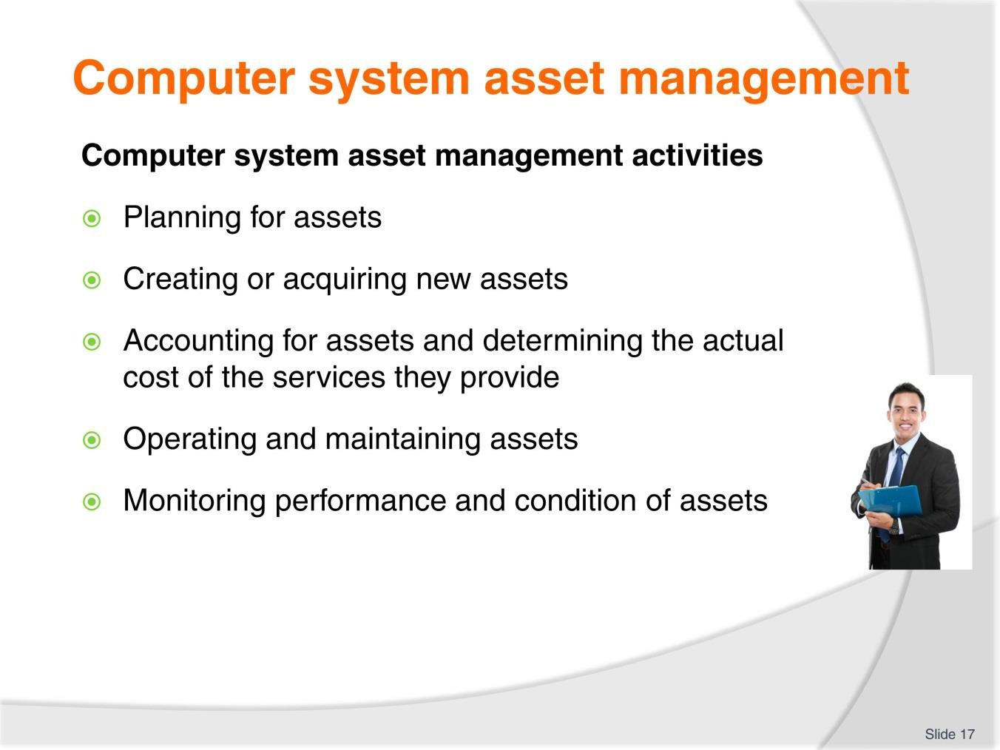 Computer system asset management
Computer system asset management activities
Planning for assets
Creating or acquiring new assets
Accounting for assets and determining the actual
cost of the services they provide
Operating and maintaining assets
Monitoring performance and condition of assets
Slide 17